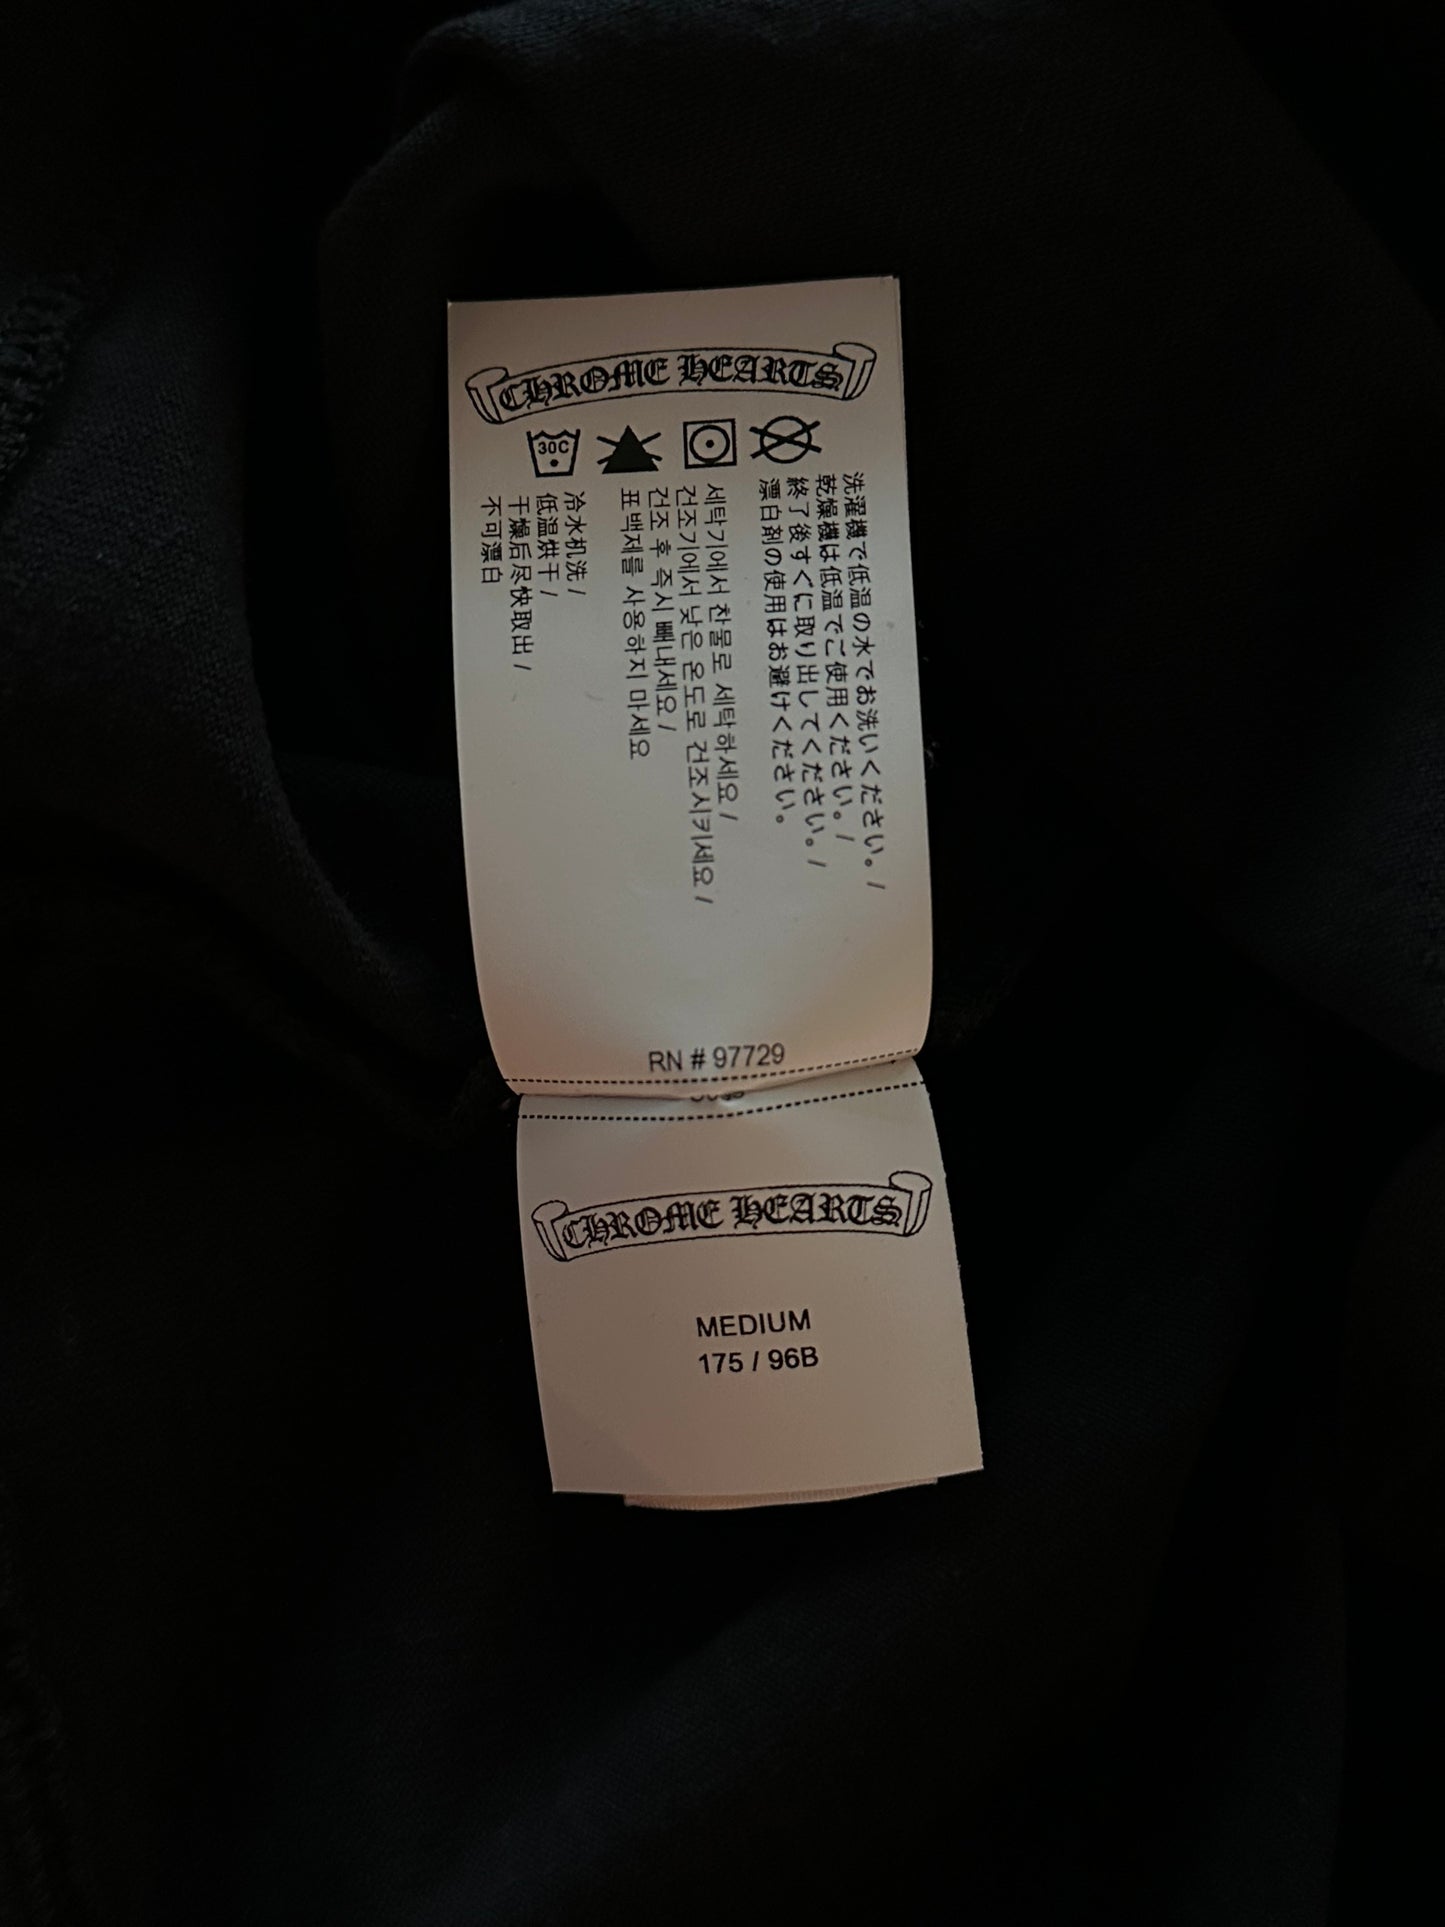 CHROME HEARTS
30C
洗濯機で低温の水でお洗いください。/
乾燥機は低温でご使用ください。/
終了後すぐに取り出してください。/
漂白剤の使用はお避けください。
세탁기에서 찬물로 세탁하세요 /
건조기에서 낮은 온도로 건조시키세요 /
건조 후 즉시 빼내세요 /
표백제를 사용하지 마세요
冷水机洗 /
低温烘干 /
干燥后尽快取出 /
不可漂白
RN # 97729
CHROME HEARTS
MEDIUM
175 / 96B